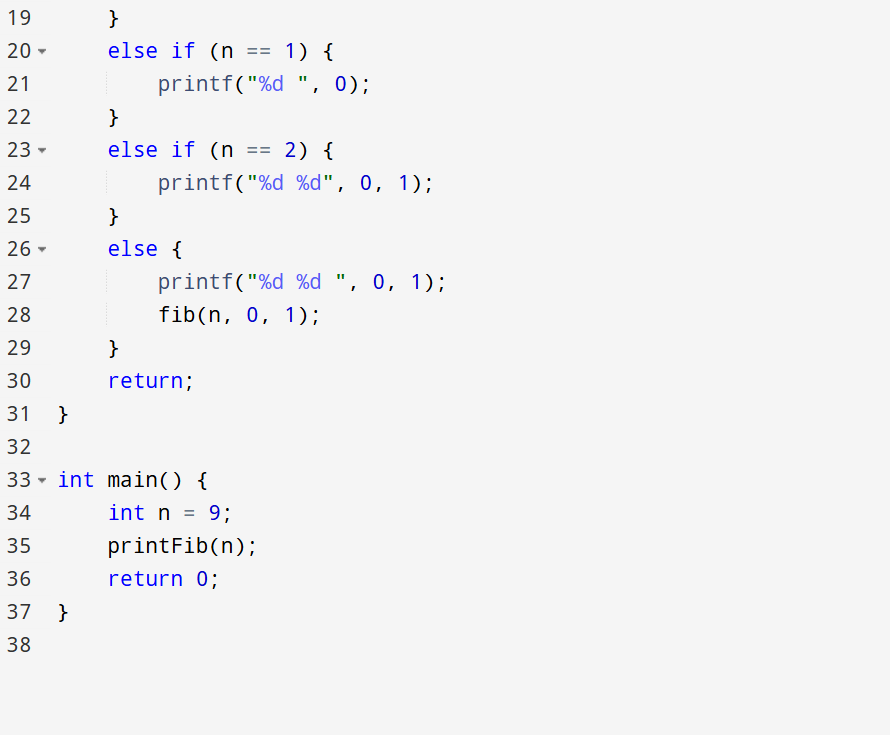 19     }
20     else if (n == 1) {
21         printf("%d ", 0);
22     }
23     else if (n == 2) {
24         printf("%d %d", 0, 1);
25     }
26     else {
27         printf("%d %d ", 0, 1);
28         fib(n, 0, 1);
29     }
30     return;
31 }
32
33 int main() {
34     int n = 9;
35     printFib(n);
36     return 0;
37 }
38